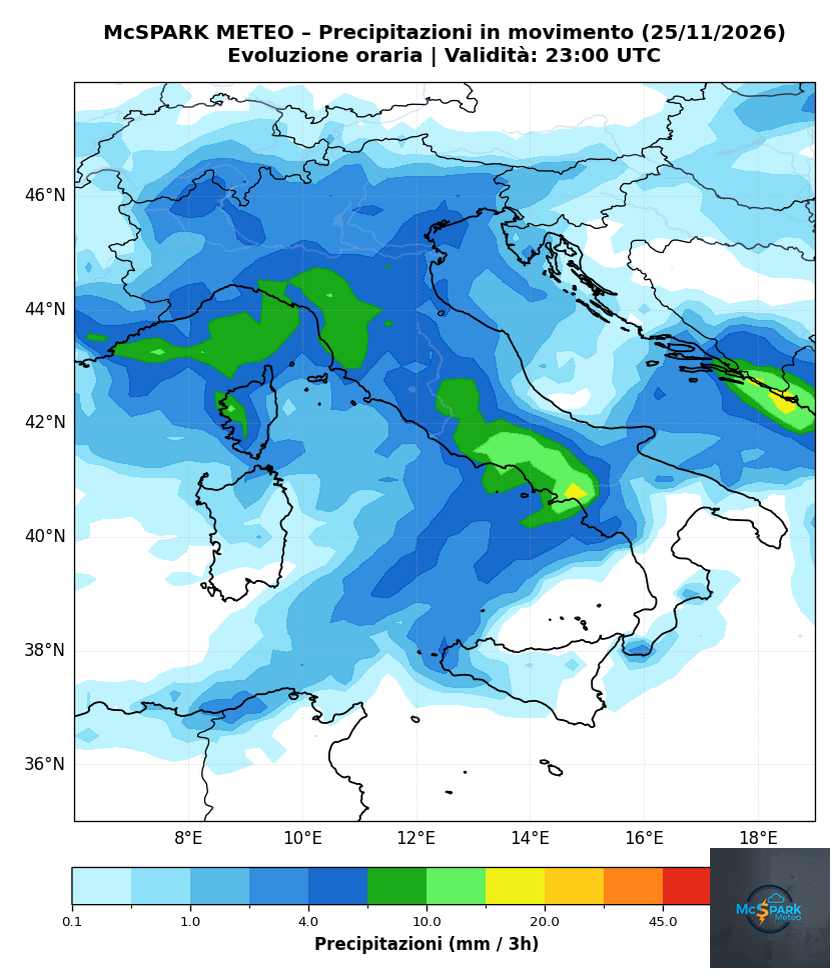 McSPARK METEO – Precipitazioni in movimento (25/11/2026)
Evoluzione oraria | Validità: 23:00 UTC
46°N
44°N
42°N
40°N
38°N
36°N
8°E 10°E 12°E 14°E 16°E 18°E
0.1 1.0 4.0 10.0 20.0 45.0
Precipitazioni (mm / 3h)
McSPARK
Meteo